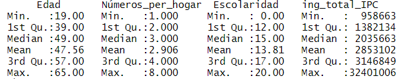 Edad Números_per_hogar Escolaridad ing_total_IPC
Min. :19.00 Min. :1.000 Min. : 0.00 Min. : 958663
1st Qu.:39.00 1st Qu.:2.000 1st Qu.:12.00 1st Qu.: 1382134
Median :49.00 Median :3.000 Median :15.00 Median : 2035663
Mean :47.56 Mean :2.906 Mean :13.81 Mean : 2853102
3rd Qu.:57.00 3rd Qu.:4.000 3rd Qu.:17.00 3rd Qu.: 3146849
Max. :65.00 Max. :8.000 Max. :20.00 Max. :32401006